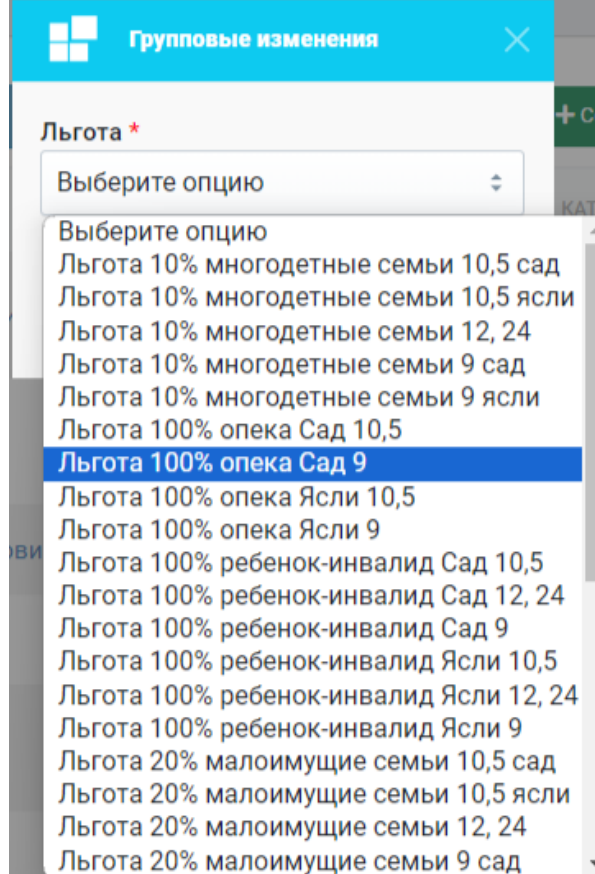 Групповые изменения
+ С
Льгота *
Выберите опцию
КАТ
Выберите опцию
Льгота 10% многодетные семьи 10,5 сад
Льгота 10% многодетные семьи 10,5 ясли
Льгота 10% многодетные семьи 12, 24
Льгота 10% многодетные семьи 9 сад
Льгота 10% многодетные семьи 9 ясли
Льгота 100% опека Сад 10,5
Льгота 100% опека Сад 9
Льгота 100% опека Ясли 10,5
Льгота 100% опека Ясли 9
ови
Льгота 100% ребенок-инвалид Сад 10,5
Льгота 100% ребенок-инвалид Сад 12, 24
Льгота 100% ребенок-инвалид Сад 9
Льгота 100% ребенок-инвалид Ясли 10,5
Льгота 100% ребенок-инвалид Ясли 12, 24
Льгота 100% ребенок-инвалид Ясли 9
Льгота 20% малоимущие семьи 10,5 сад
Льгота 20% малоимущие семьи 10,5 ясли
Льгота 20% малоимущие семьи 12, 24
Льгота 20% малоимущие семьи 9 сад